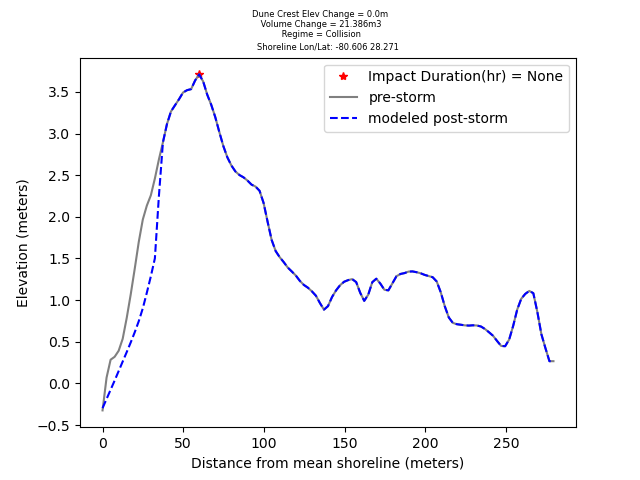 Dune Crest Elev Change = 0.0m
Volume Change = 21.386m3
Regime = Collision
Shoreline Lon/Lat: -80.606 28.271
Impact Duration(hr) = None
pre-storm
modeled post-storm
3.5
3.0
2.5
2.0
1.5
1.0
0.5
0.0
−0.5
Elevation (meters)
0 50 100 150 200 250
Distance from mean shoreline (meters)